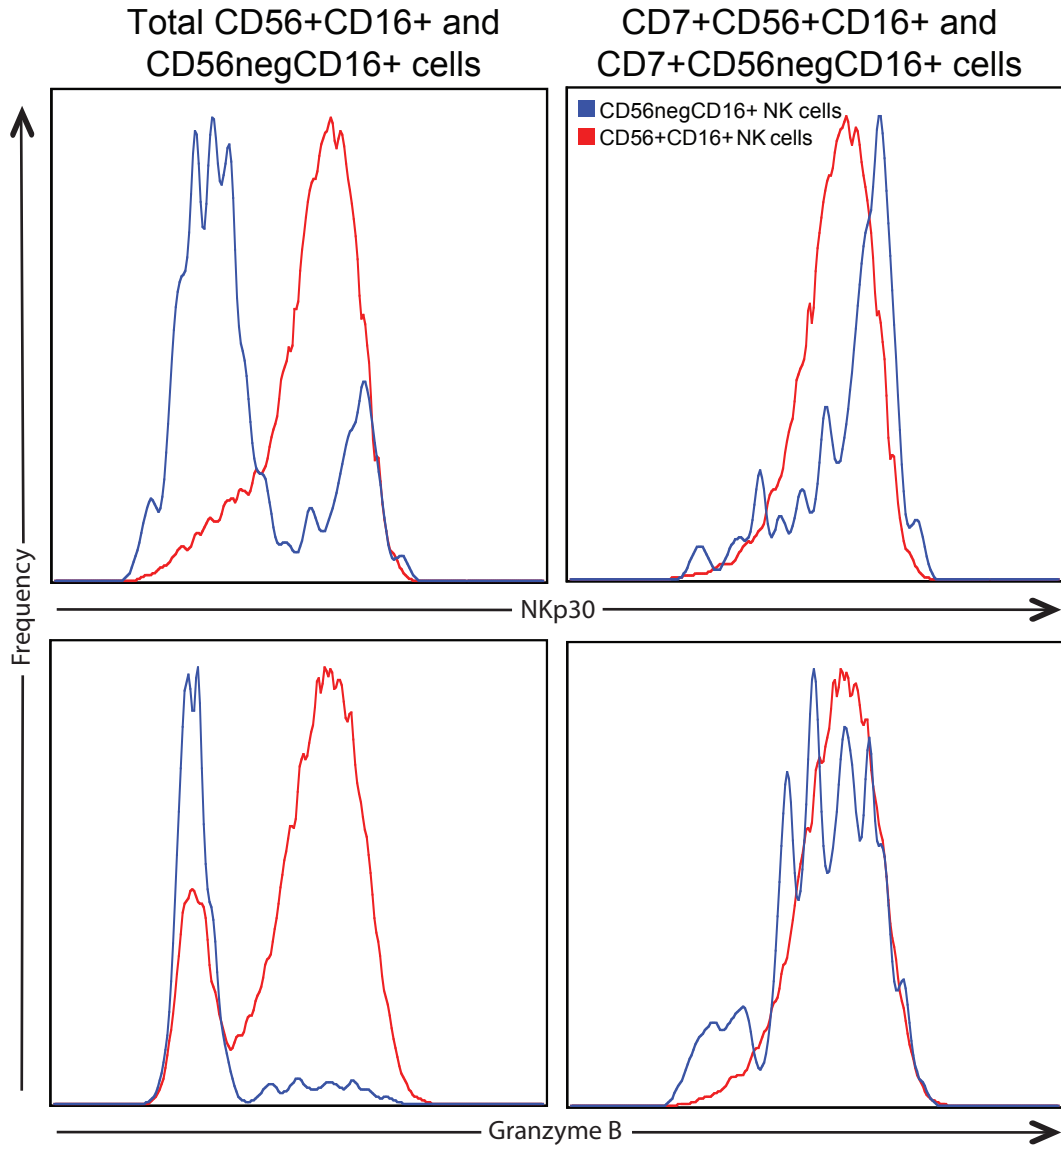 Total CD56+CD16+ and
CD56negCD16+ cells
CD7+CD56+CD16+ and
CD7+CD56negCD16+ cells
CD56negCD16+ NK cells
CD56+CD16+ NK cells
Frequency
NKp30
Granzyme B